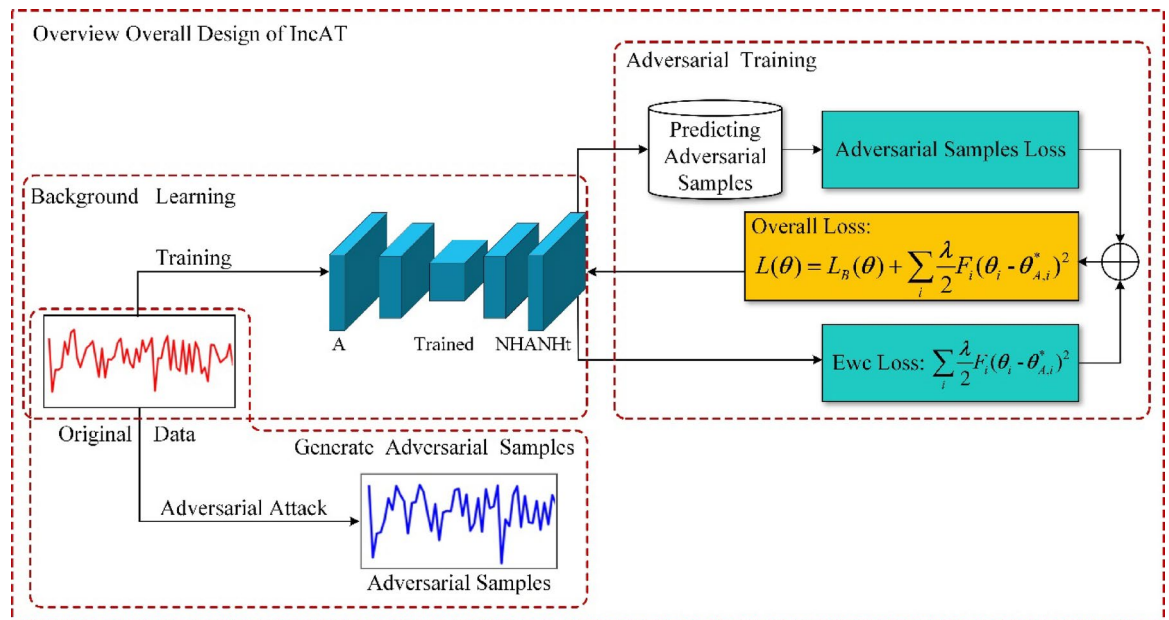 Overview Overall Design of IncAT
Adversarial Training
Predicting
Adversarial
Samples
Adversarial Samples Loss
Background Learning
Training
Overall Loss:
L(θ) = L_B(θ) + ∑_i λ/2 F_i(θ_i - θ*_{A,i})²
A Trained NHANHt
Ewc Loss: ∑_i λ/2 F_i(θ_i - θ*_{A,i})²
Original Data
Generate Adversarial Samples
Adversarial Attack
Adversarial Samples